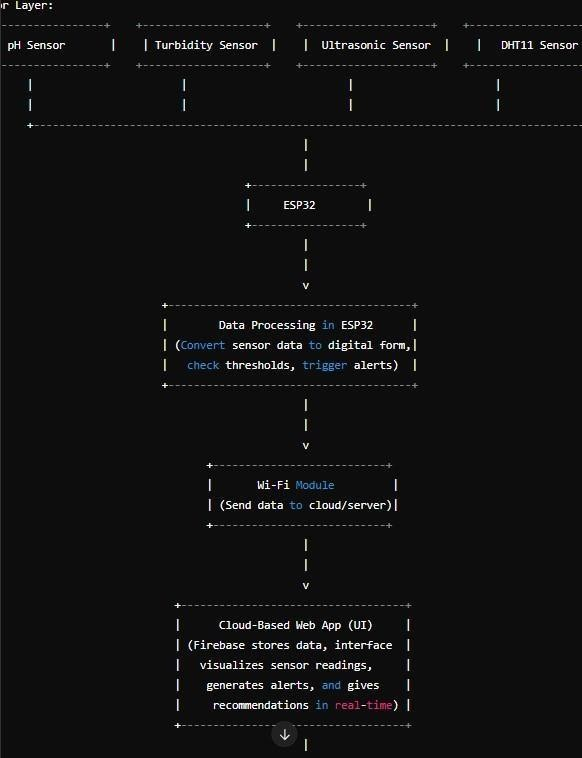 or Layer:
pH Sensor | | Turbidity Sensor | | Ultrasonic Sensor | | DHT11 Sensor
ESP32
Data Processing in ESP32
(Convert sensor data to digital form,
check thresholds, trigger alerts)
Wi-Fi Module
(Send data to cloud/server)
Cloud-Based Web App (UI)
(Firebase stores data, interface
visualizes sensor readings,
generates alerts, and gives
recommendations in real-time)